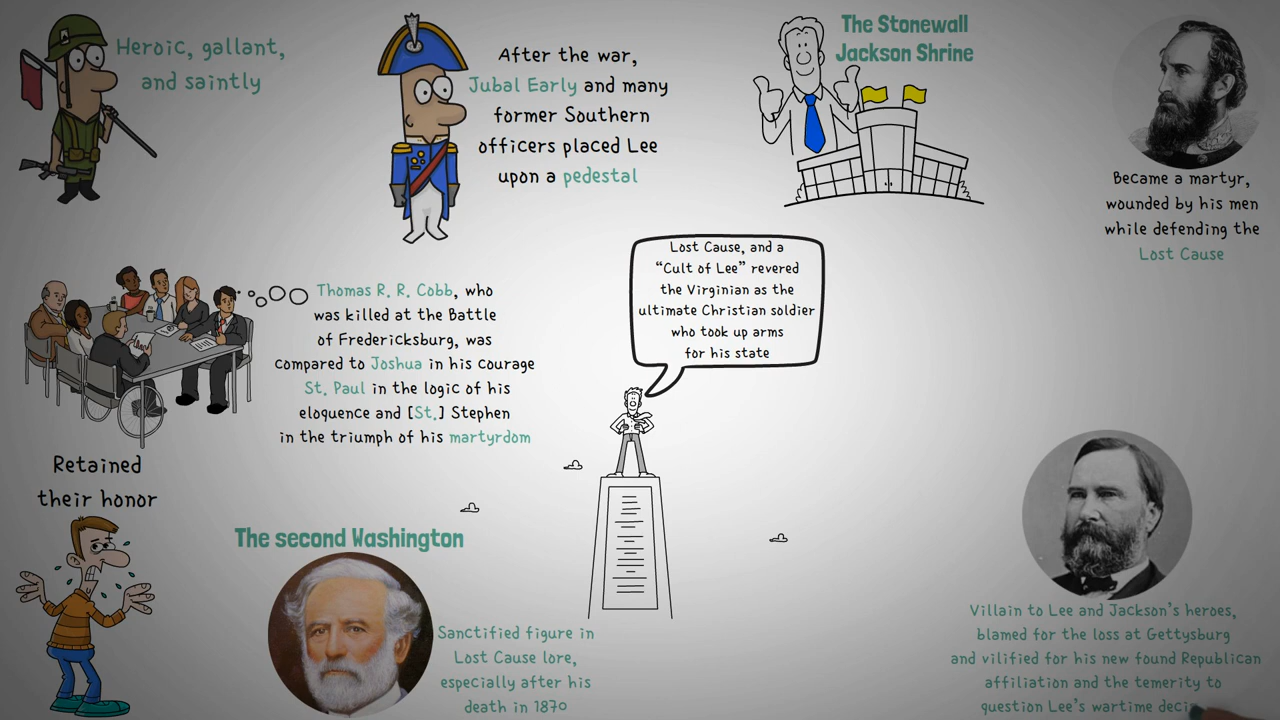 Heroic, gallant,
and saintly
After the war,
Jubal Early and many
former Southern
officers placed Lee
upon a pedestal
The Stonewall
Jackson Shrine
Became a martyr,
wounded by his men
while defending the
Lost Cause
Thomas R. R. Cobb, who
was killed at the Battle
of Fredericksburg, was
compared to Joshua in his courage
St. Paul in the logic of his
eloquence and [St.] Stephen
in the triumph of his martyrdom
Lost Cause, and a
“Cult of Lee” revered
the Virginian as the
ultimate Christian soldier
who took up arms
for his state
Retained
their honor
The second Washington
Sanctified figure in
Lost Cause lore,
especially after his
death in 1870
Villain to Lee and Jackson's heroes,
blamed for the loss at Gettysburg
and vilified for his new found Republican
affiliation and the temerity to
question Lee's wartime deci